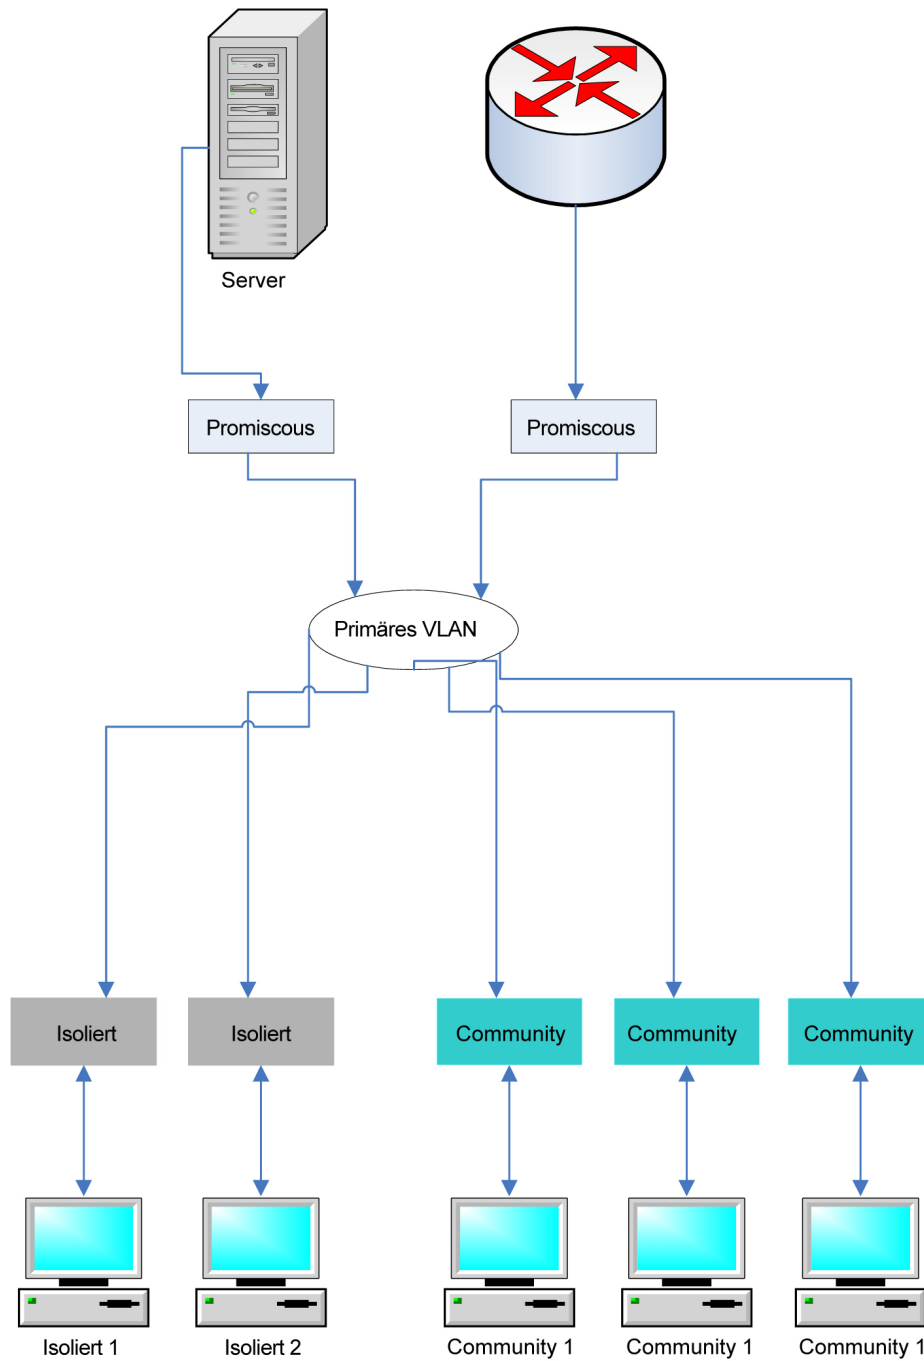 Server
Promiscous
Promiscous
Primäres VLAN
Isoliert
Isoliert
Community
Community
Community
Isoliert 1
Isoliert 2
Community 1
Community 1
Community 1